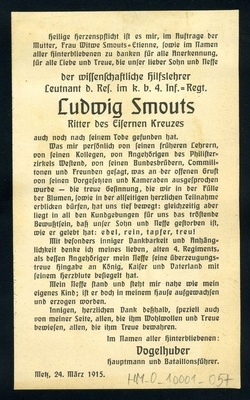 Heilige Herzenspflicht ist es mir, im Auftrage der
Mutter, Frau Witwe Smouts-Etienne, sowie im Namen
aller Hinterbliebenen zu danken für alle Anerkennung,
für alle Liebe und Treue, die unser lieber Sohn und Neffe
der wissenschaftliche Hilfslehrer
Leutnant d. Res. im k. b. 4. Inf.-Regt.
Ludwig Smouts
Ritter des Eisernen Kreuzes
auch noch nach seinem Tode gefunden hat.
Was mir persönlich von seinen früheren Lehrern,
von seinen Kollegen, von Angehörigen des Philister-
zirkels Westend, von seinen Bundesbrüdern, Commili-
tonen und Freunden gesagt, was an der offenen Gruft
von seinen Vorgesetzten und Kameraden ausgesprochen
wurde — die treue Gesinnung, die wir in der Fülle
der Blumen, sowie in der allseitigen herzlichen Teilnahme
erblicken dürfen, hat uns tief bewegt; gleichzeitig aber
liegt in all den Kundgebungen für uns das tröstende
Bewußtsein, daß unser Sohn und Neffe gestorben ist,
wie er gelebt hat: edel, rein, tapfer, treu!
Mit besonders inniger Dankbarkeit und Anhäng-
lichkeit denke ich meines lieben, alten 4. Regiments,
als dessen Angehöriger mein Neffe seine überzeugungs-
treue Hingabe an König, Kaiser und Vaterland mit
seinem Herzblute besiegelt hat.
Mein Neffe stand und steht mir nahe wie mein
eigenes Kind; ist er doch in meinem Hause aufgewachsen
und erzogen worden.
Innigen, herzlichen Dank deshalb, speziell auch
von meiner Seite, allen, die ihm Wohlwollen und Treue
bewiesen, allen, die ihm Treue bewahren.
Im Namen aller Hinterbliebenen:
Vogelhuber
Hauptmann und Bataillonsführer.
Metz, 24. März 1915.
HM-0_10001-057